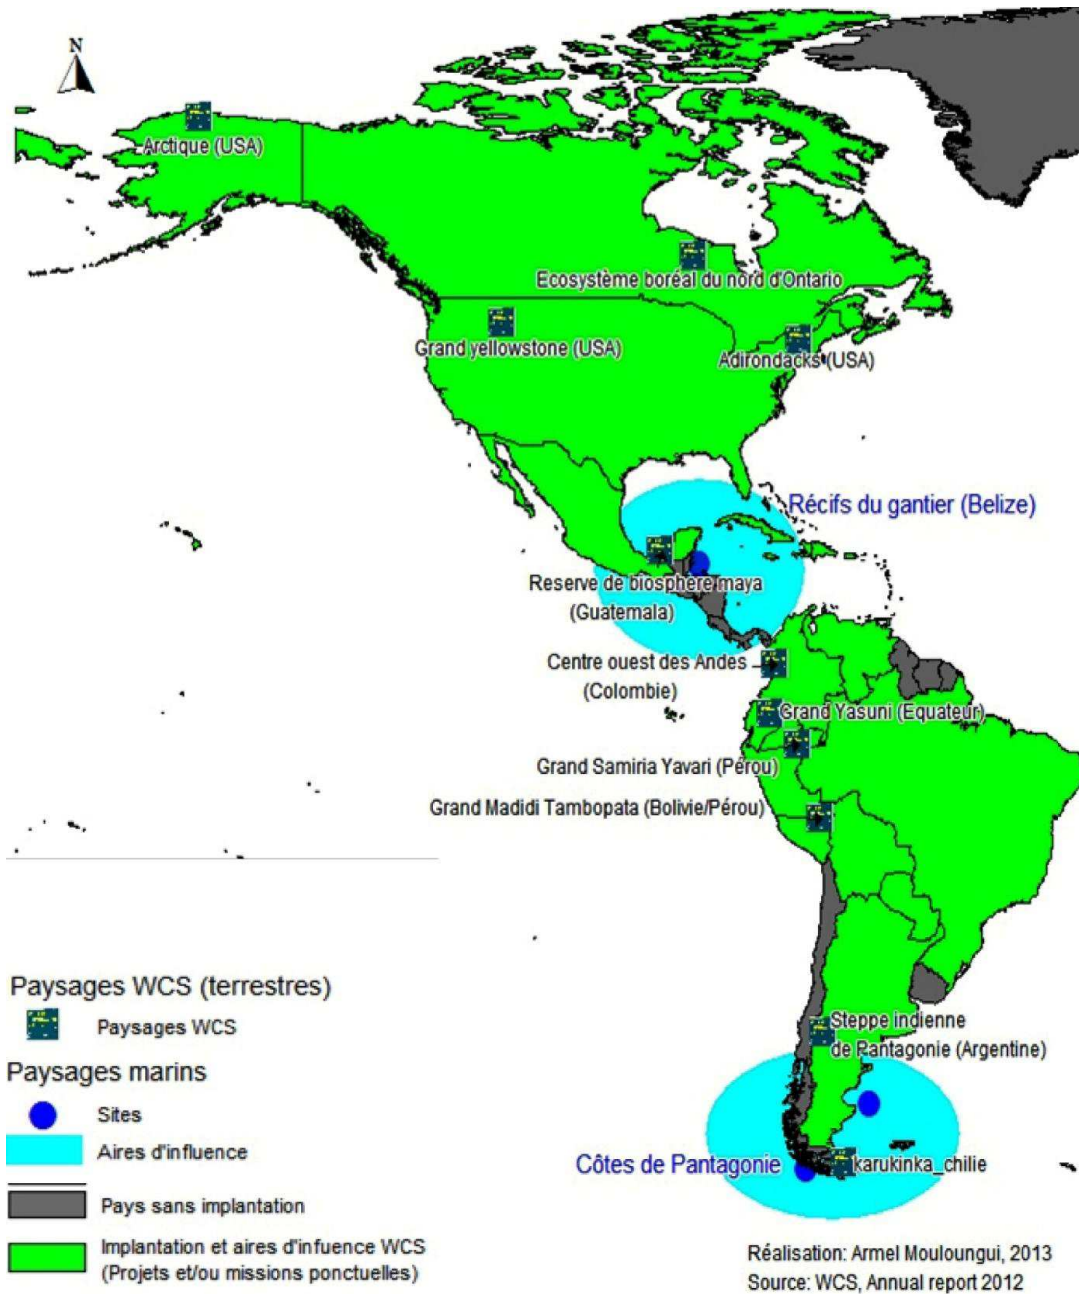 N
Arctique (USA)
Ecosystème boréal du nord d'Ontario
Grand yellowstone (USA)
Adirondacks (USA)
Récifs du gantier (Belize)
Reserve de biosphere maya
(Guatemala)
Centre ouest des Andes
(Colombie)
Grand Yasuni (Equateur)
Grand Samiria Yavari (Pérou)
Grand Madidi Tambopata (Bolivie/Pérou)
Steppe indienne
de Pantagonie (Argentine)
Côtes de Pantagonie
karukinka_chilie
Paysages WCS (terrestres)
Paysages WCS
Paysages marins
Sites
Aires d'influence
Pays sans implantation
Implantation et aires d'infuence WCS
(Projets et/ou missions ponctuelles)
Réalisation: Armel Mouloungui, 2013
Source: WCS, Annual report 2012